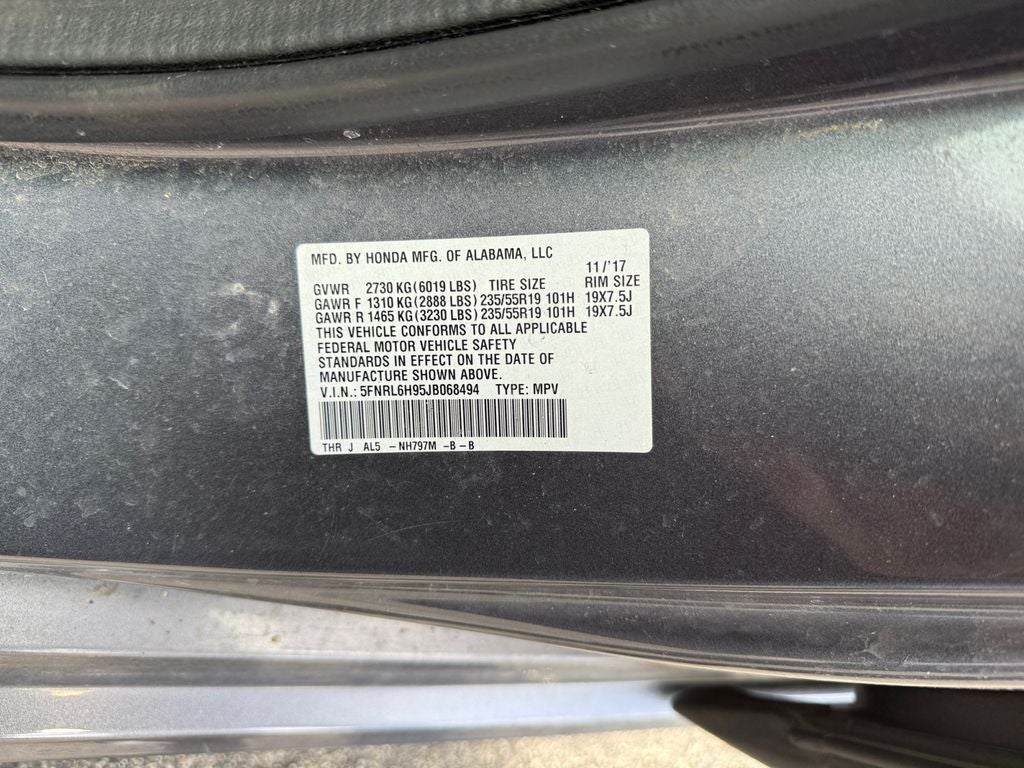 MFD. BY HONDA MFG. OF ALABAMA, LLC
11/'17
GVWR 2730 KG(6019 LBS) TIRE SIZE RIM SIZE
GAWR F 1310 KG(2888 LBS) 235/55R19 101H 19X7.5J
GAWR R 1465 KG(3230 LBS) 235/55R19 101H 19X7.5J
THIS VEHICLE CONFORMS TO ALL APPLICABLE
FEDERAL MOTOR VEHICLE SAFETY
STANDARDS IN EFFECT ON THE DATE OF
MANUFACTURE SHOWN ABOVE.
V.I.N.: 5FNRL6H95JB068494 TYPE: MPV
THR J AL5 -NH797M -B-B